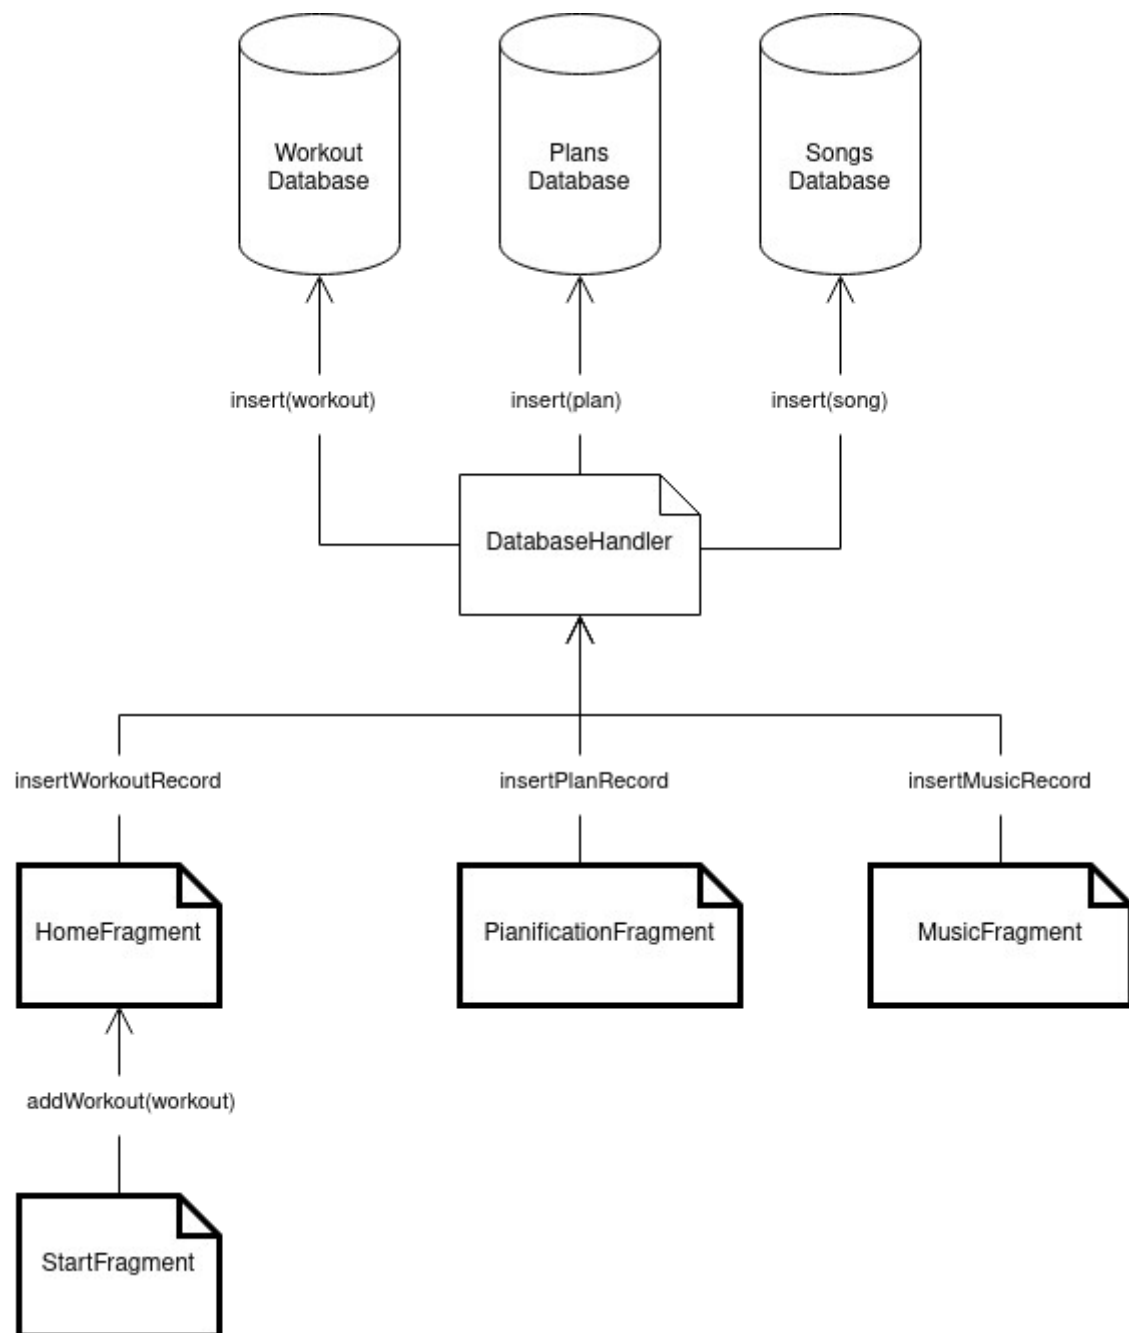 Workout
Database
Plans
Database
Songs
Database
insert(workout)
insert(plan)
insert(song)
DatabaseHandler
insertWorkoutRecord
insertPlanRecord
insertMusicRecord
HomeFragment
PianificationFragment
MusicFragment
addWorkout(workout)
StartFragment